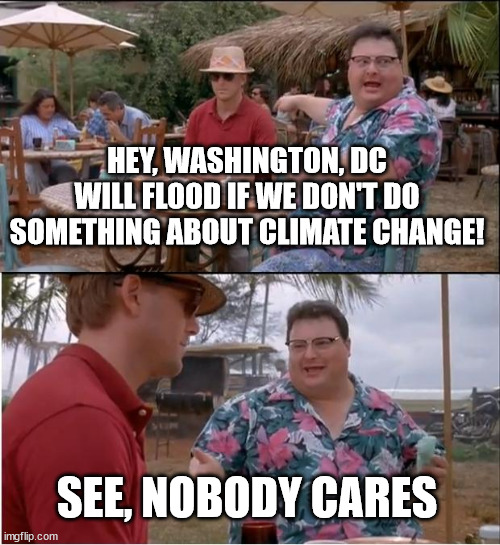 HEY, WASHINGTON, DC
WILL FLOOD IF WE DON'T DO
SOMETHING ABOUT CLIMATE CHANGE!
SEE, NOBODY CARES
imgflip.com